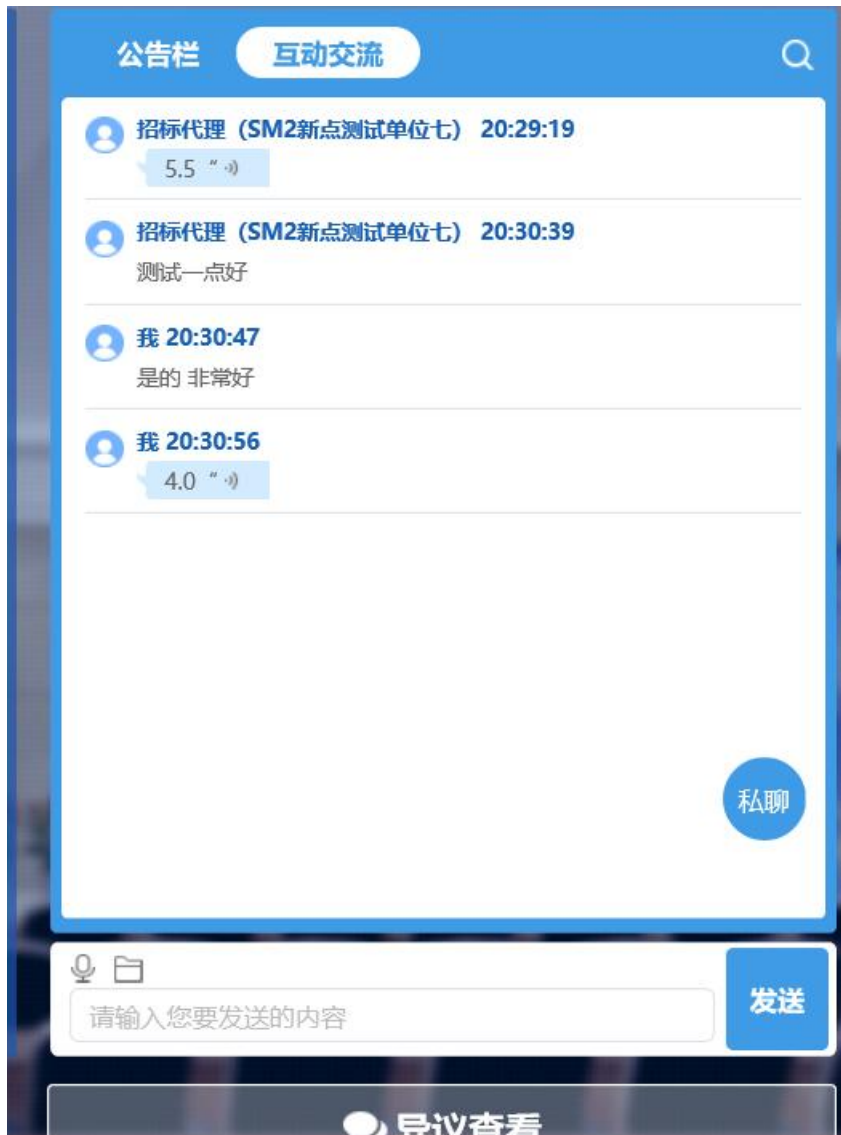 公告栏 互动交流
招标代理（SM2新点测试单位七） 20:29:19
5.5 “
招标代理（SM2新点测试单位七） 20:30:39
测试一点好
我 20:30:47
是的 非常好
我 20:30:56
4.0 “
私聊
请输入您要发送的内容
发送
异议查看